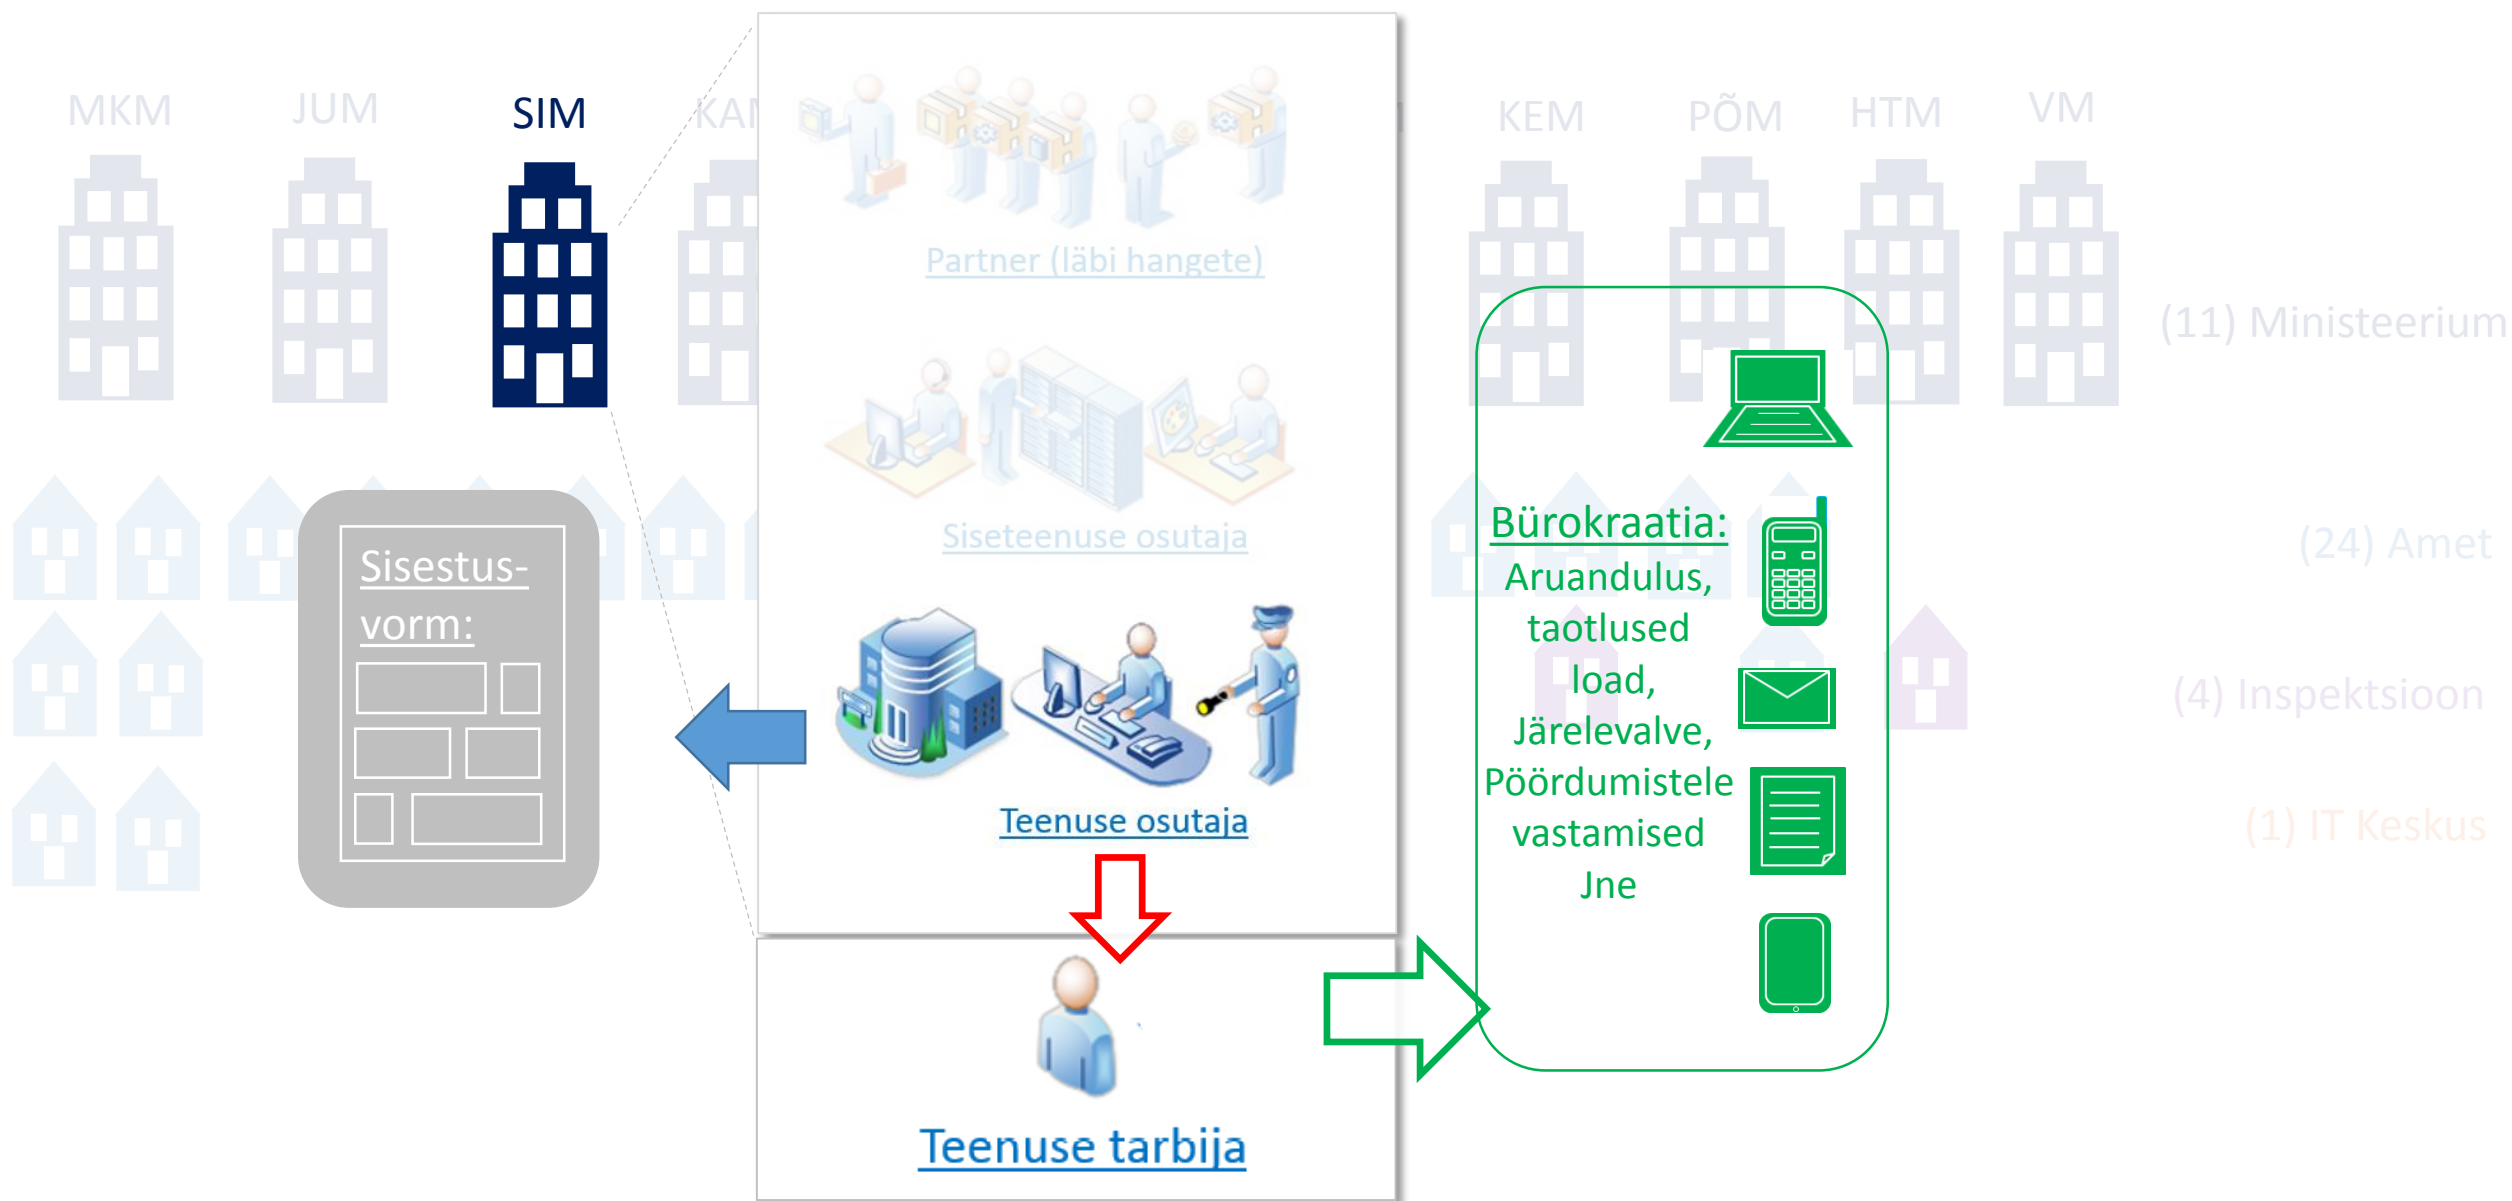 MKM
JUM
SIM
KEM
PÕM
HTM
VM
Partner (läbi hangete)
(11) Ministeerium
Siseteenuse osutaja
(24) Amet
Sisestus-
vorm:
Bürokraatia:
Aruandulus,
taotlused
load,
Järelevalve,
Pöördumistele
vastamised
Jne
(4) Inspektsioon
Teenuse osutaja
(1) IT Keskus
Teenuse tarbija